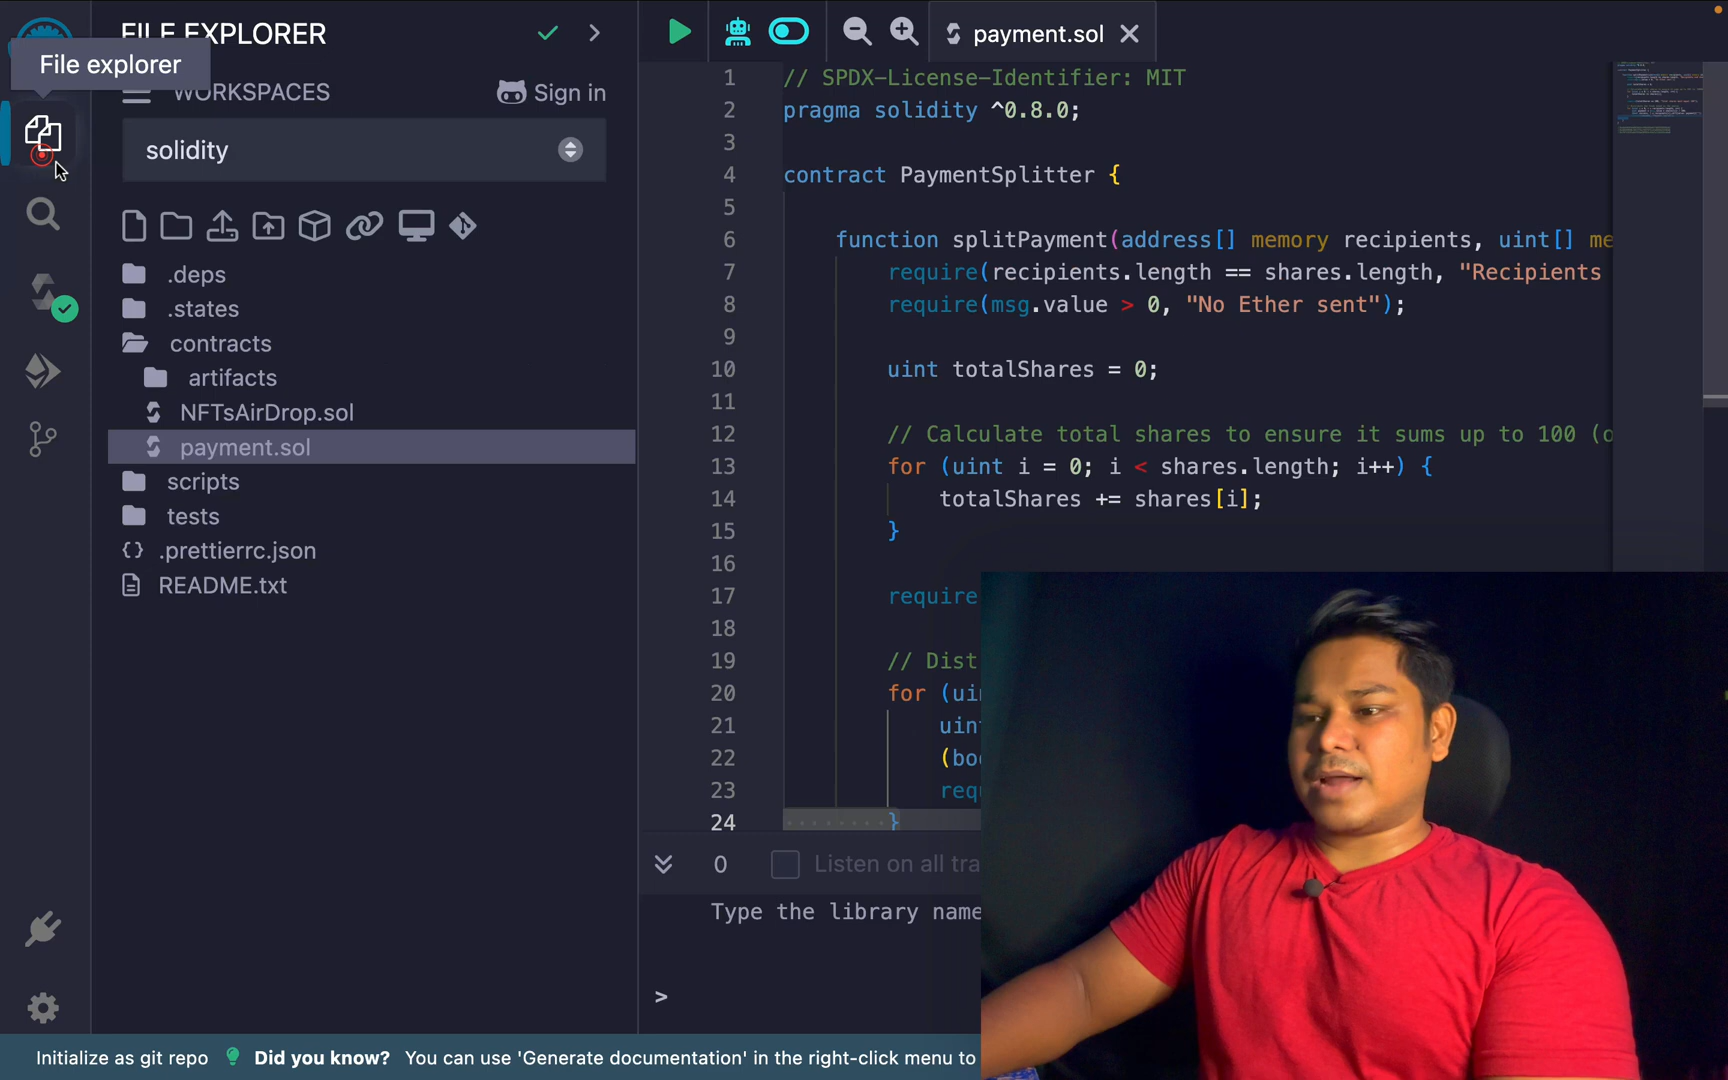 FILE EXPLORER
File explorer
WORKSPACES
Sign in
solidity
.deps
.states
contracts
artifacts
NFTsAirDrop.sol
payment.sol
scripts
tests
.prettierrc.json
README.txt
payment.sol
1 // SPDX-License-Identifier: MIT
2 pragma solidity ^0.8.0;
3
4 contract PaymentSplitter {
5
6 function splitPayment(address[] memory recipients, uint[] me
7 require(recipients.length == shares.length, "Recipients
8 require(msg.value > 0, "No Ether sent");
9
10 uint totalShares = 0;
11
12 // Calculate total shares to ensure it sums up to 100 (o
13 for (uint i = 0; i < shares.length; i++) {
14 totalShares += shares[i];
15 }
16
17 require
18
19 // Dist
20 for (uin
21 uint
22 (boo
23 requ
24 }
0 Listen on all tra
Type the library name
>
Initialize as git repo Did you know? You can use 'Generate documentation' in the right-click menu to